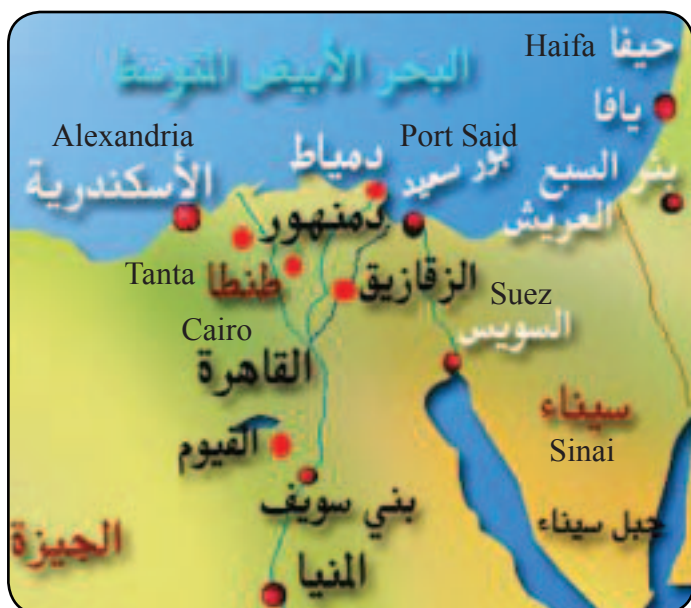 Haifa حيفا
البحر الأبيض المتوسط
يافا
Alexandria
Port Said
دمياط
بور سعيد
بئر السبع
الأسكندرية
العريش
دمنهور
Tanta طنطا
الزقازيق
Suez
السويس
Cairo
القاهرة
سيناء
Sinai
الفيوم
بني سويف
جبل سيناء
الجيزة
المنيا